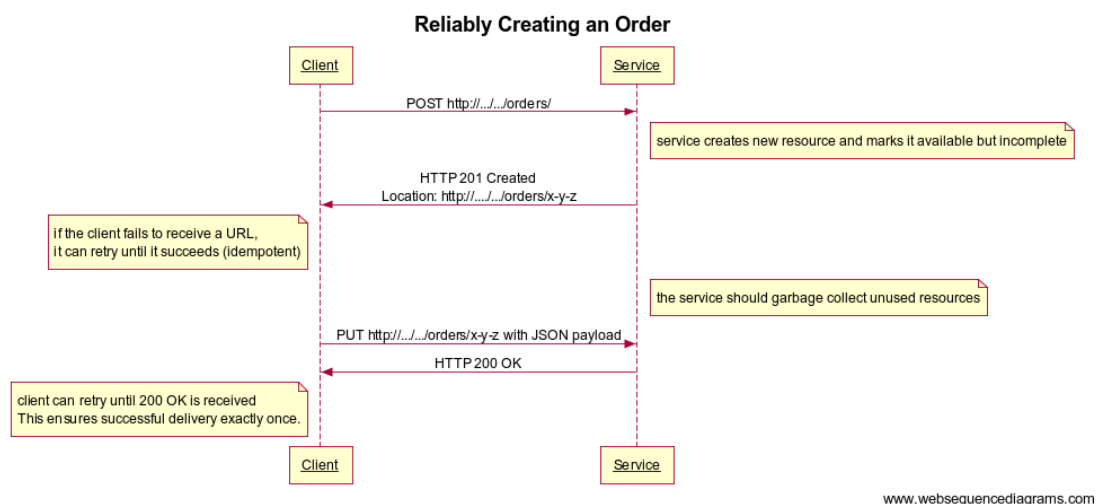 Reliably Creating an Order
Client
Service
POST http://.../.../orders/
service creates new resource and marks it available but incomplete
HTTP 201 Created
Location: http://..../.../orders/x-y-z
if the client fails to receive a URL,
it can retry until it succeeds (idempotent)
the service should garbage collect unused resources
PUT http://.../.../orders/x-y-z with JSON payload
HTTP 200 OK
client can retry until 200 OK is received
This ensures successful delivery exactly once.
Client
Service
www.websequencediagrams.com